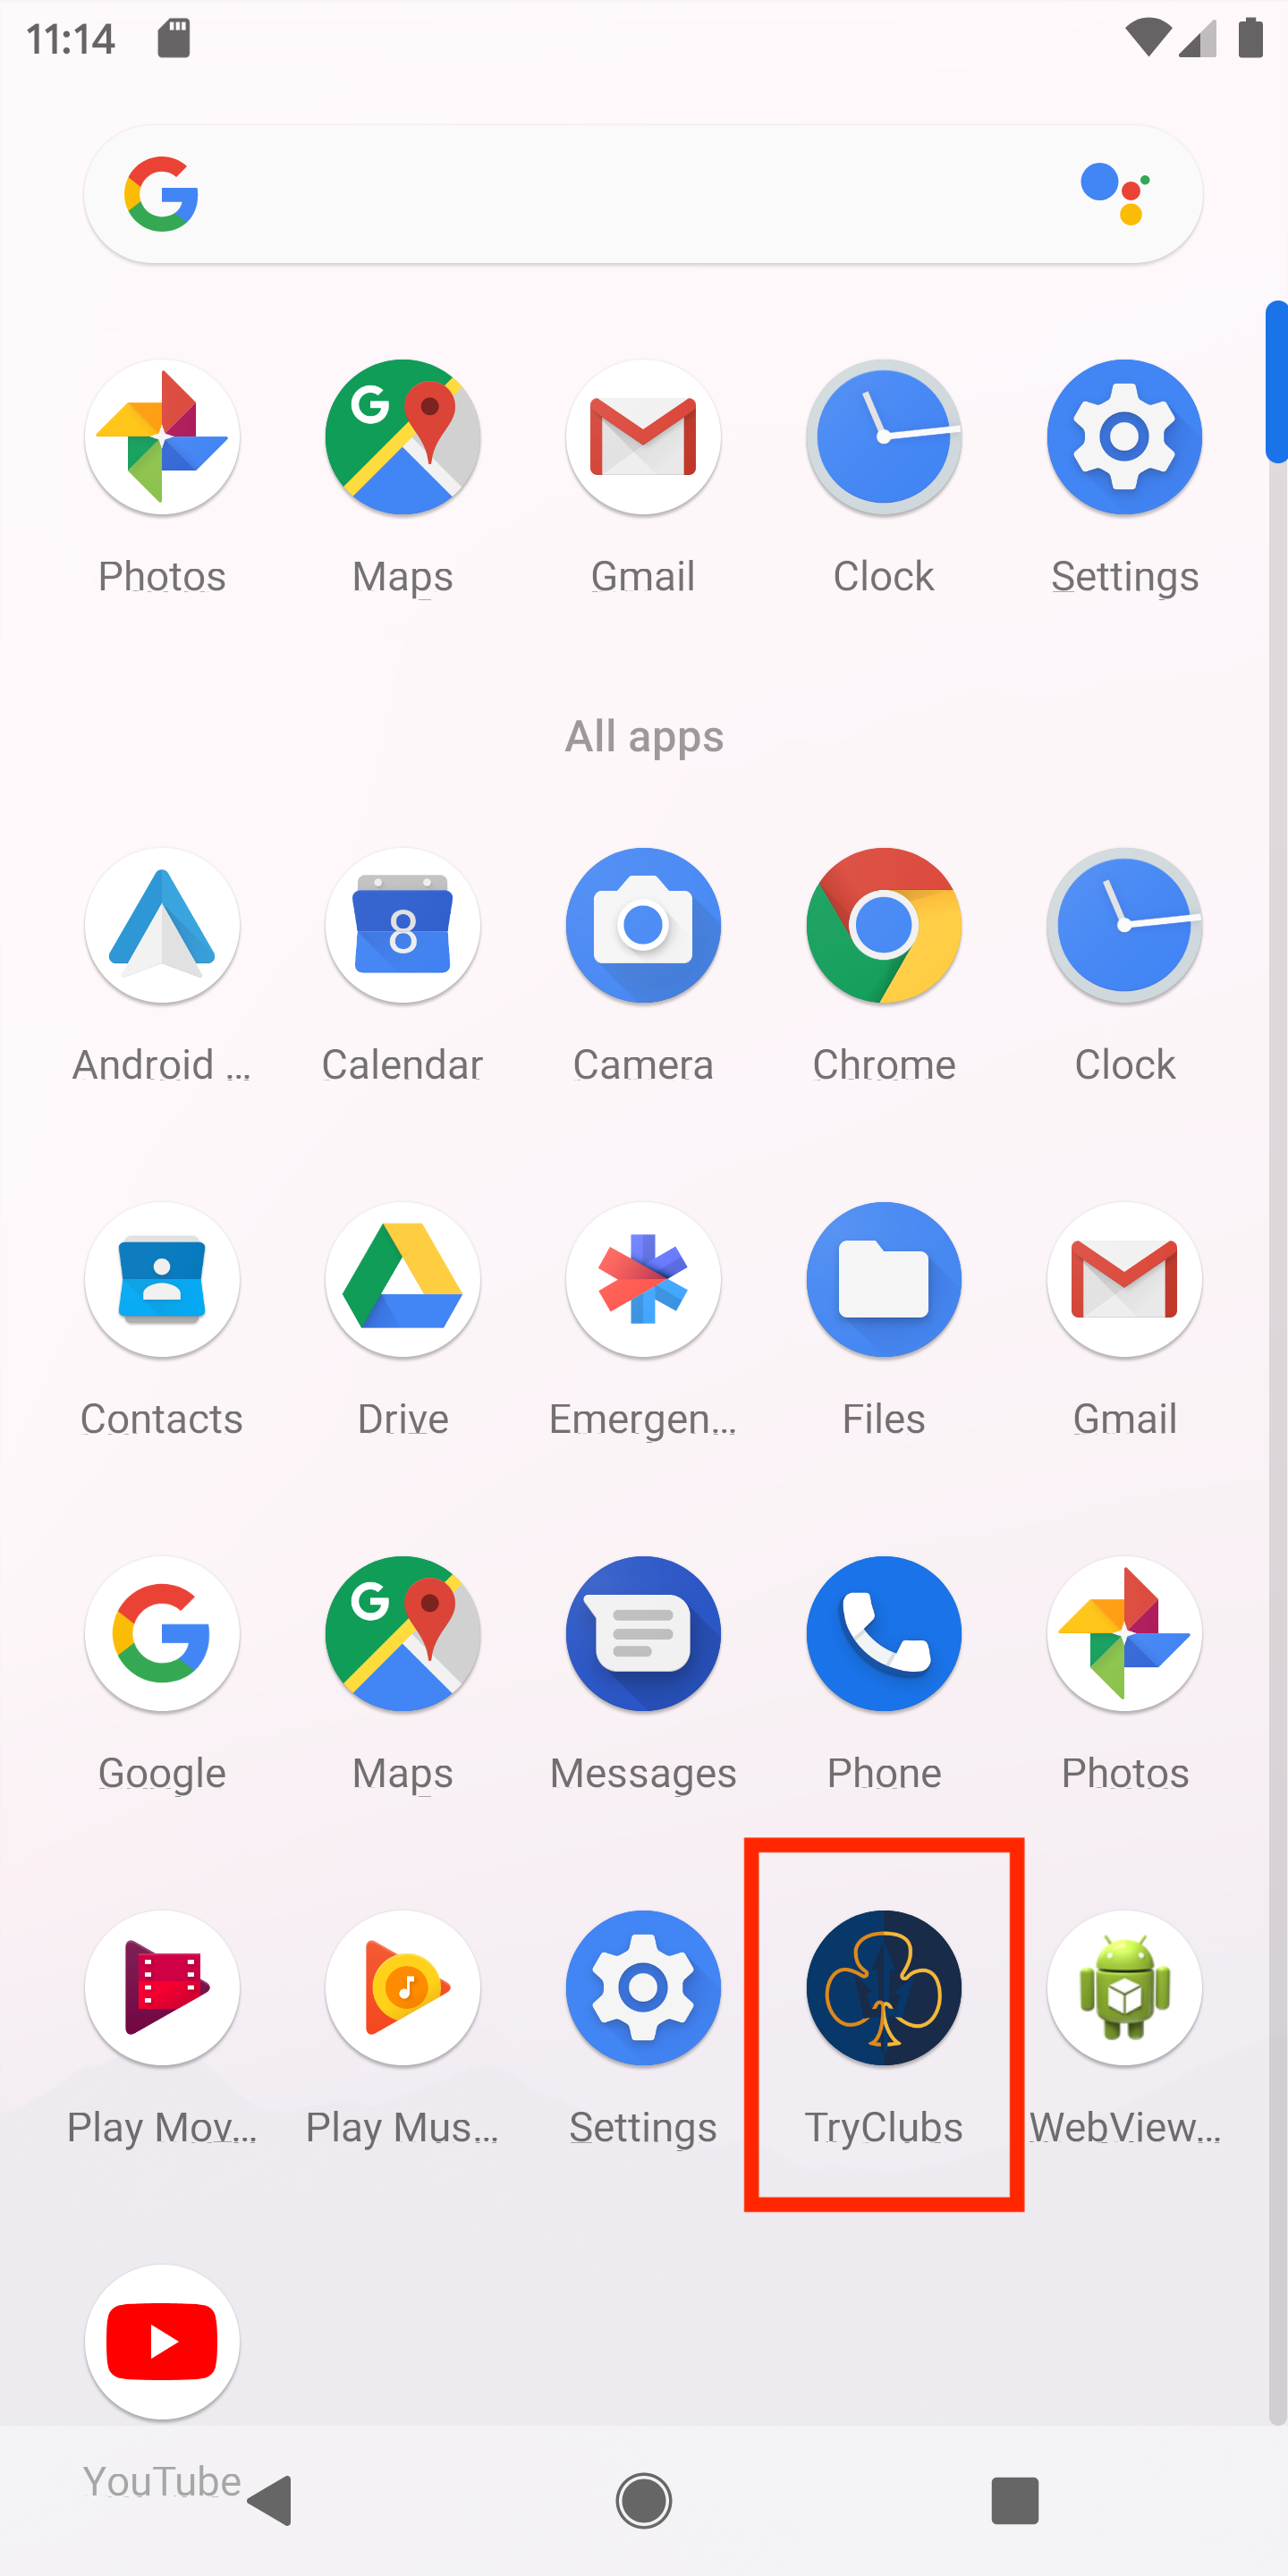 11:14
Photos Maps Gmail Clock Settings
All apps
Android ... Calendar Camera Chrome Clock
Contacts Drive Emergen... Files Gmail
Google Maps Messages Phone Photos
Play Mov... Play Mus... Settings TryClubs WebView...
YouTube